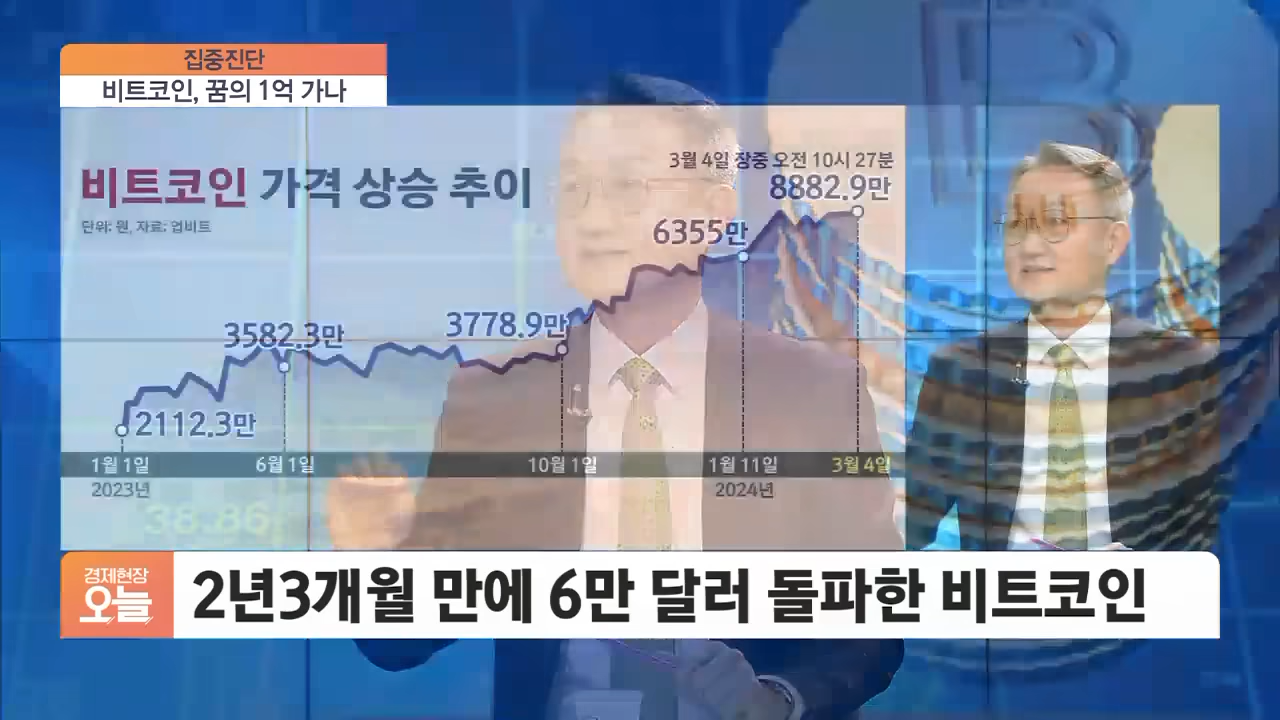 집중진단
비트코인, 꿈의 1억 가나
비트코인 가격 상승 추이
단위: 원, 자료: 업비트
3월 4일 장중 오전 10시 27분
8882.9만
6355만
3778.9만
3582.3만
2112.3만
1월 1일
6월 1일
10월 1일
1월 11일
3월 4일
2023년
2024년
38.86
경제현장
오늘
2년3개월 만에 6만 달러 돌파한 비트코인